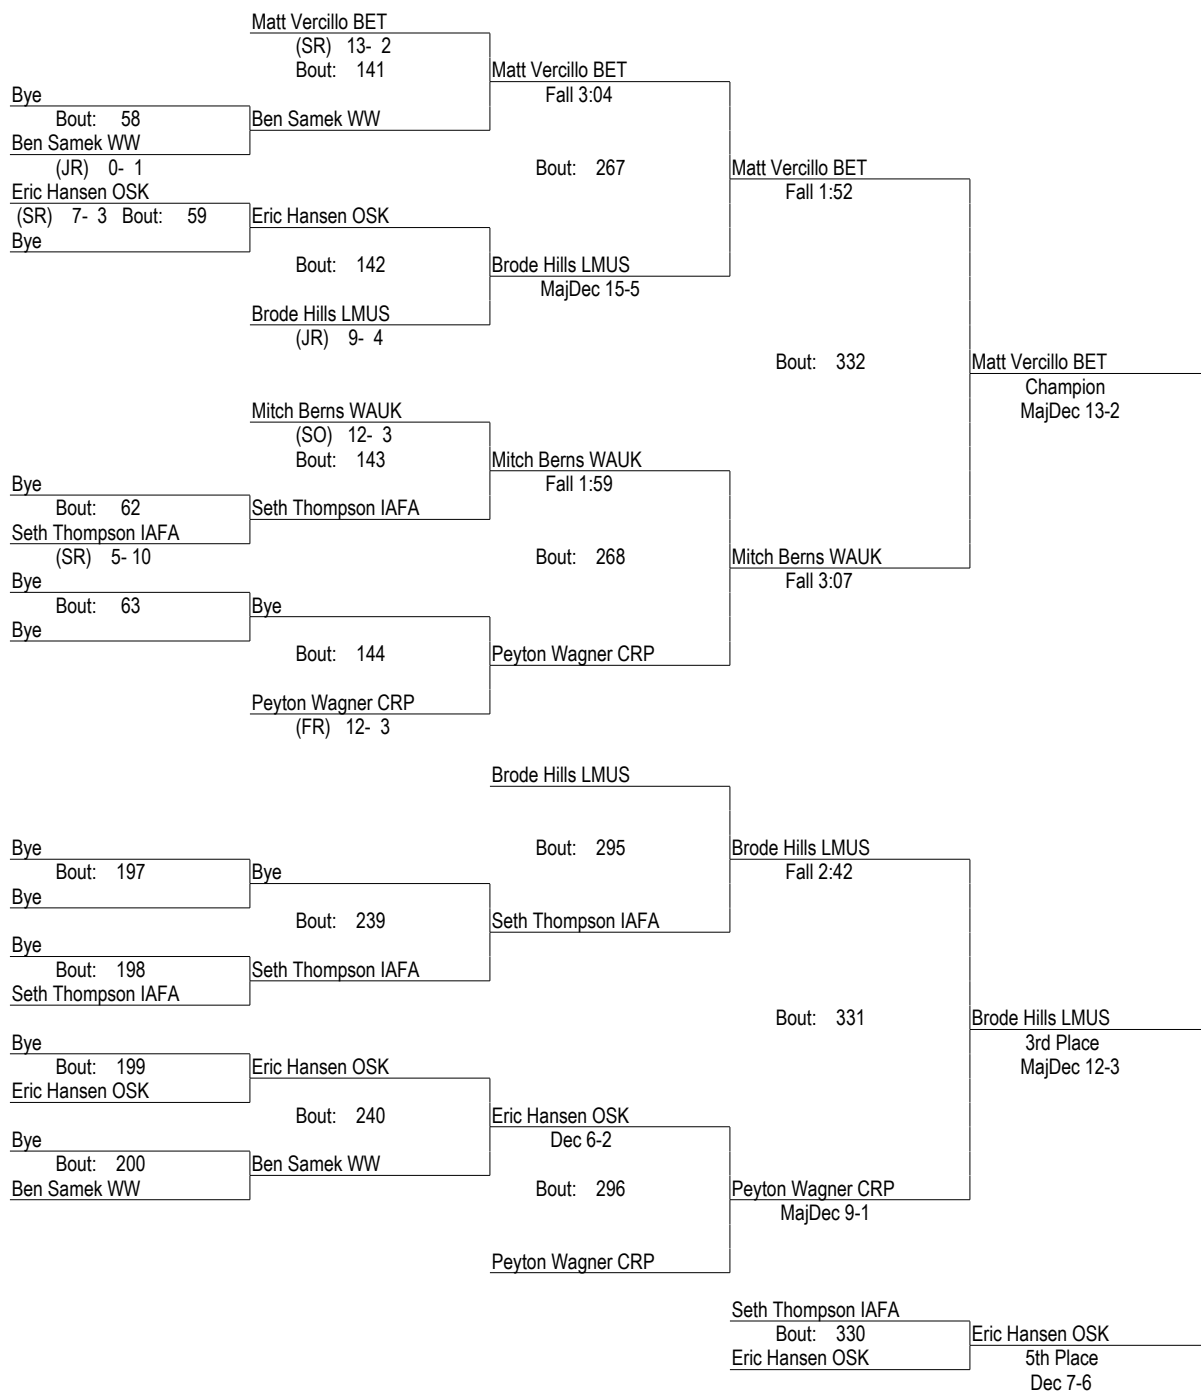 Matt Vercillo BET
(SR) 13- 2
Bout: 141 Matt Vercillo BET
Bye Fall 3:04
Bout: 58 Ben Samek WW
Ben Samek WW
(JR) 0- 1 Bout: 267 Matt Vercillo BET
Eric Hansen OSK Fall 1:52
(SR) 7- 3 Bout: 59 Eric Hansen OSK
Bye
Bout: 142 Brode Hills LMUS
MajDec 15-5
Brode Hills LMUS
(JR) 9- 4
Bout: 332 Matt Vercillo BET
Champion
Mitch Berns WAUK MajDec 13-2
(SO) 12- 3
Bout: 143 Mitch Berns WAUK
Bye Fall 1:59
Bout: 62 Seth Thompson IAFA
Seth Thompson IAFA
(SR) 5- 10 Bout: 268 Mitch Berns WAUK
Bye Fall 3:07
Bout: 63 Bye
Bye
Bout: 144 Peyton Wagner CRP
Peyton Wagner CRP
(FR) 12- 3
Brode Hills LMUS
Bye Bout: 295 Brode Hills LMUS
Bout: 197 Bye Fall 2:42
Bye
Bout: 239 Seth Thompson IAFA
Bye
Bout: 198 Seth Thompson IAFA
Seth Thompson IAFA
Bout: 331 Brode Hills LMUS
Bye 3rd Place
Bout: 199 Eric Hansen OSK MajDec 12-3
Eric Hansen OSK
Bout: 240 Eric Hansen OSK
Bye Dec 6-2
Bout: 200 Ben Samek WW
Ben Samek WW Bout: 296 Peyton Wagner CRP
MajDec 9-1
Peyton Wagner CRP
Seth Thompson IAFA
Bout: 330 Eric Hansen OSK
Eric Hansen OSK 5th Place
Dec 7-6